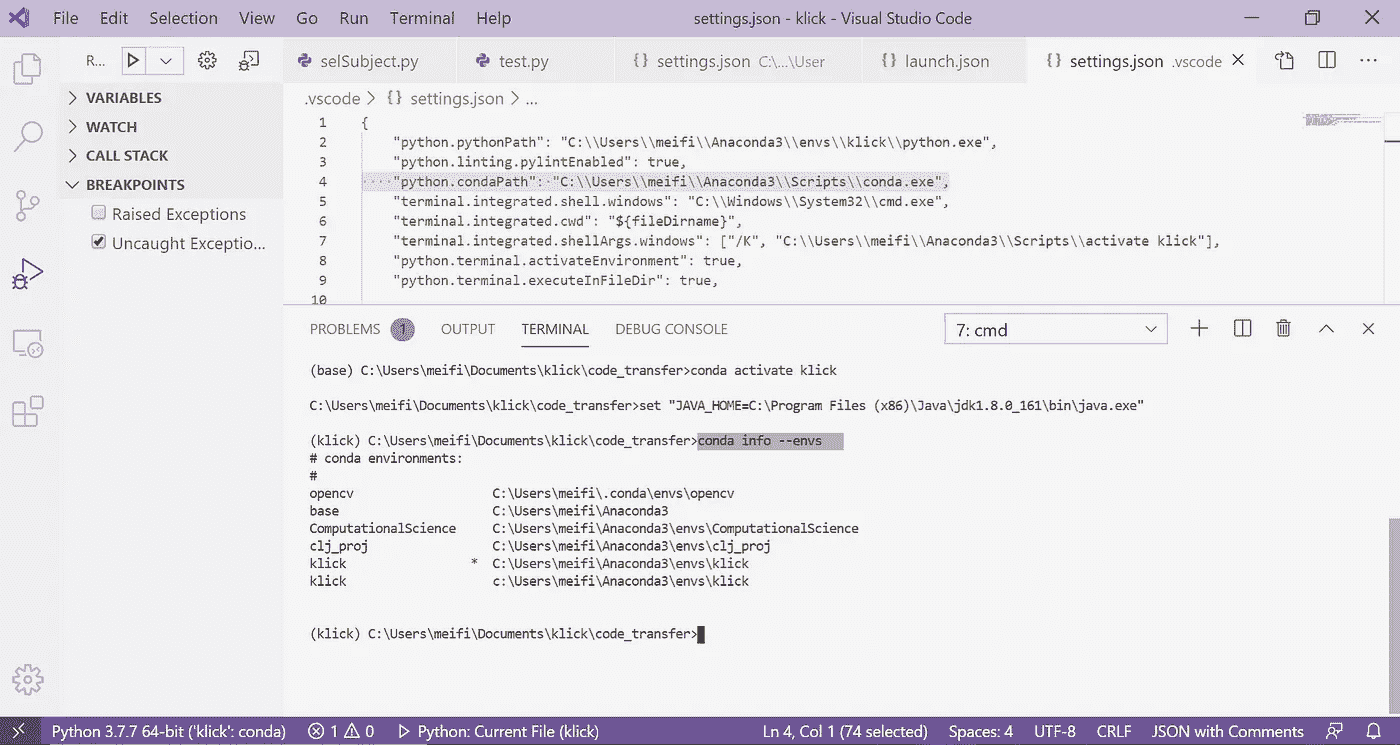 File Edit Selection View Go Run Terminal Help settings.json - klick - Visual Studio Code
R...
selSubject.py test.py {} settings.json C:\...\User {} launch.json {} settings.json .vscode
VARIABLES
WATCH
CALL STACK
BREAKPOINTS
Raised Exceptions
Uncaught Exceptio...
.vscode > {} settings.json > ...
1 {
2 "python.pythonPath": "C:\\Users\\meifi\\Anaconda3\\envs\\klick\\python.exe",
3 "python.linting.pylintEnabled": true,
4 "python.condaPath": "C:\\Users\\meifi\\Anaconda3\\Scripts\\conda.exe",
5 "terminal.integrated.shell.windows": "C:\\Windows\\System32\\cmd.exe",
6 "terminal.integrated.cwd": "${fileDirname}",
7 "terminal.integrated.shellArgs.windows": ["/K", "C:\\Users\\meifi\\Anaconda3\\Scripts\\activate klick"],
8 "python.terminal.activateEnvironment": true,
9 "python.terminal.executeInFileDir": true,
10
PROBLEMS 1 OUTPUT TERMINAL DEBUG CONSOLE 7: cmd
(base) C:\Users\meifi\Documents\klick\code_transfer>conda activate klick
C:\Users\meifi\Documents\klick\code_transfer>set "JAVA_HOME=C:\Program Files (x86)\Java\jdk1.8.0_161\bin\java.exe"
(klick) C:\Users\meifi\Documents\klick\code_transfer>conda info --envs
# conda environments:
#
opencv C:\Users\meifi\.conda\envs\opencv
base C:\Users\meifi\Anaconda3
ComputationalScience C:\Users\meifi\Anaconda3\envs\ComputationalScience
clj_proj C:\Users\meifi\Anaconda3\envs\clj_proj
klick * C:\Users\meifi\Anaconda3\envs\klick
klick c:\Users\meifi\Anaconda3\envs\klick
(klick) C:\Users\meifi\Documents\klick\code_transfer>
Python 3.7.7 64-bit ('klick': conda) 1 0 Python: Current File (klick) Ln 4, Col 1 (74 selected) Spaces: 4 UTF-8 CRLF JSON with Comments